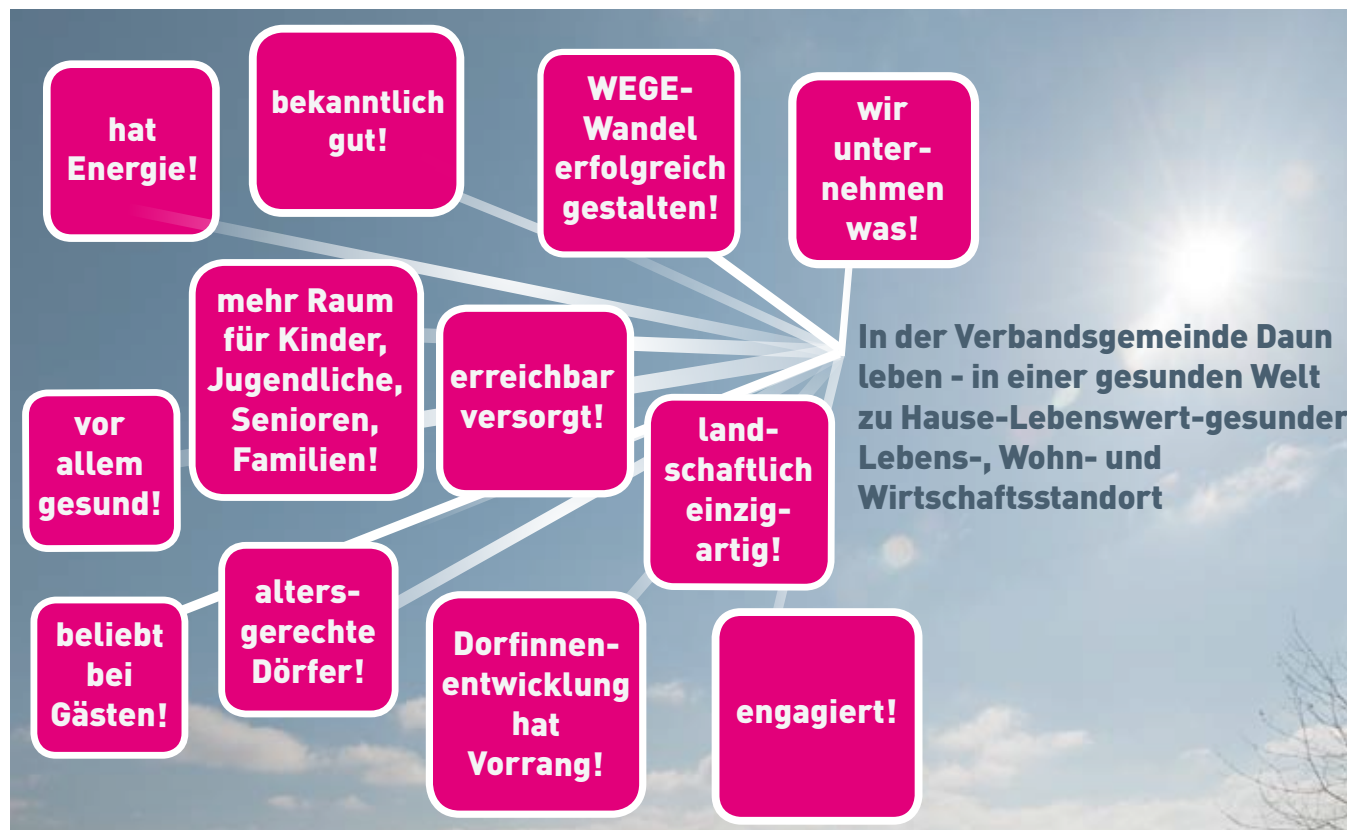 hat
Energie!
bekanntlich
gut!
WEGE-
Wandel
erfolgreich
gestalten!
wir
unter-
nehmen
was!
mehr Raum
für Kinder,
Jugendliche,
Senioren,
Familien!
erreichbar
versorgt!
vor
allem
gesund!
land-
schaftlich
einzig-
artig!
In der Verbandsgemeinde Daun
leben - in einer gesunden Welt
zu Hause-Lebenswert-gesunder
Lebens-, Wohn- und
Wirtschaftsstandort
beliebt
bei
Gästen!
alters-
gerechte
Dörfer!
Dorfinnen-
entwicklung
hat
Vorrang!
engagiert!